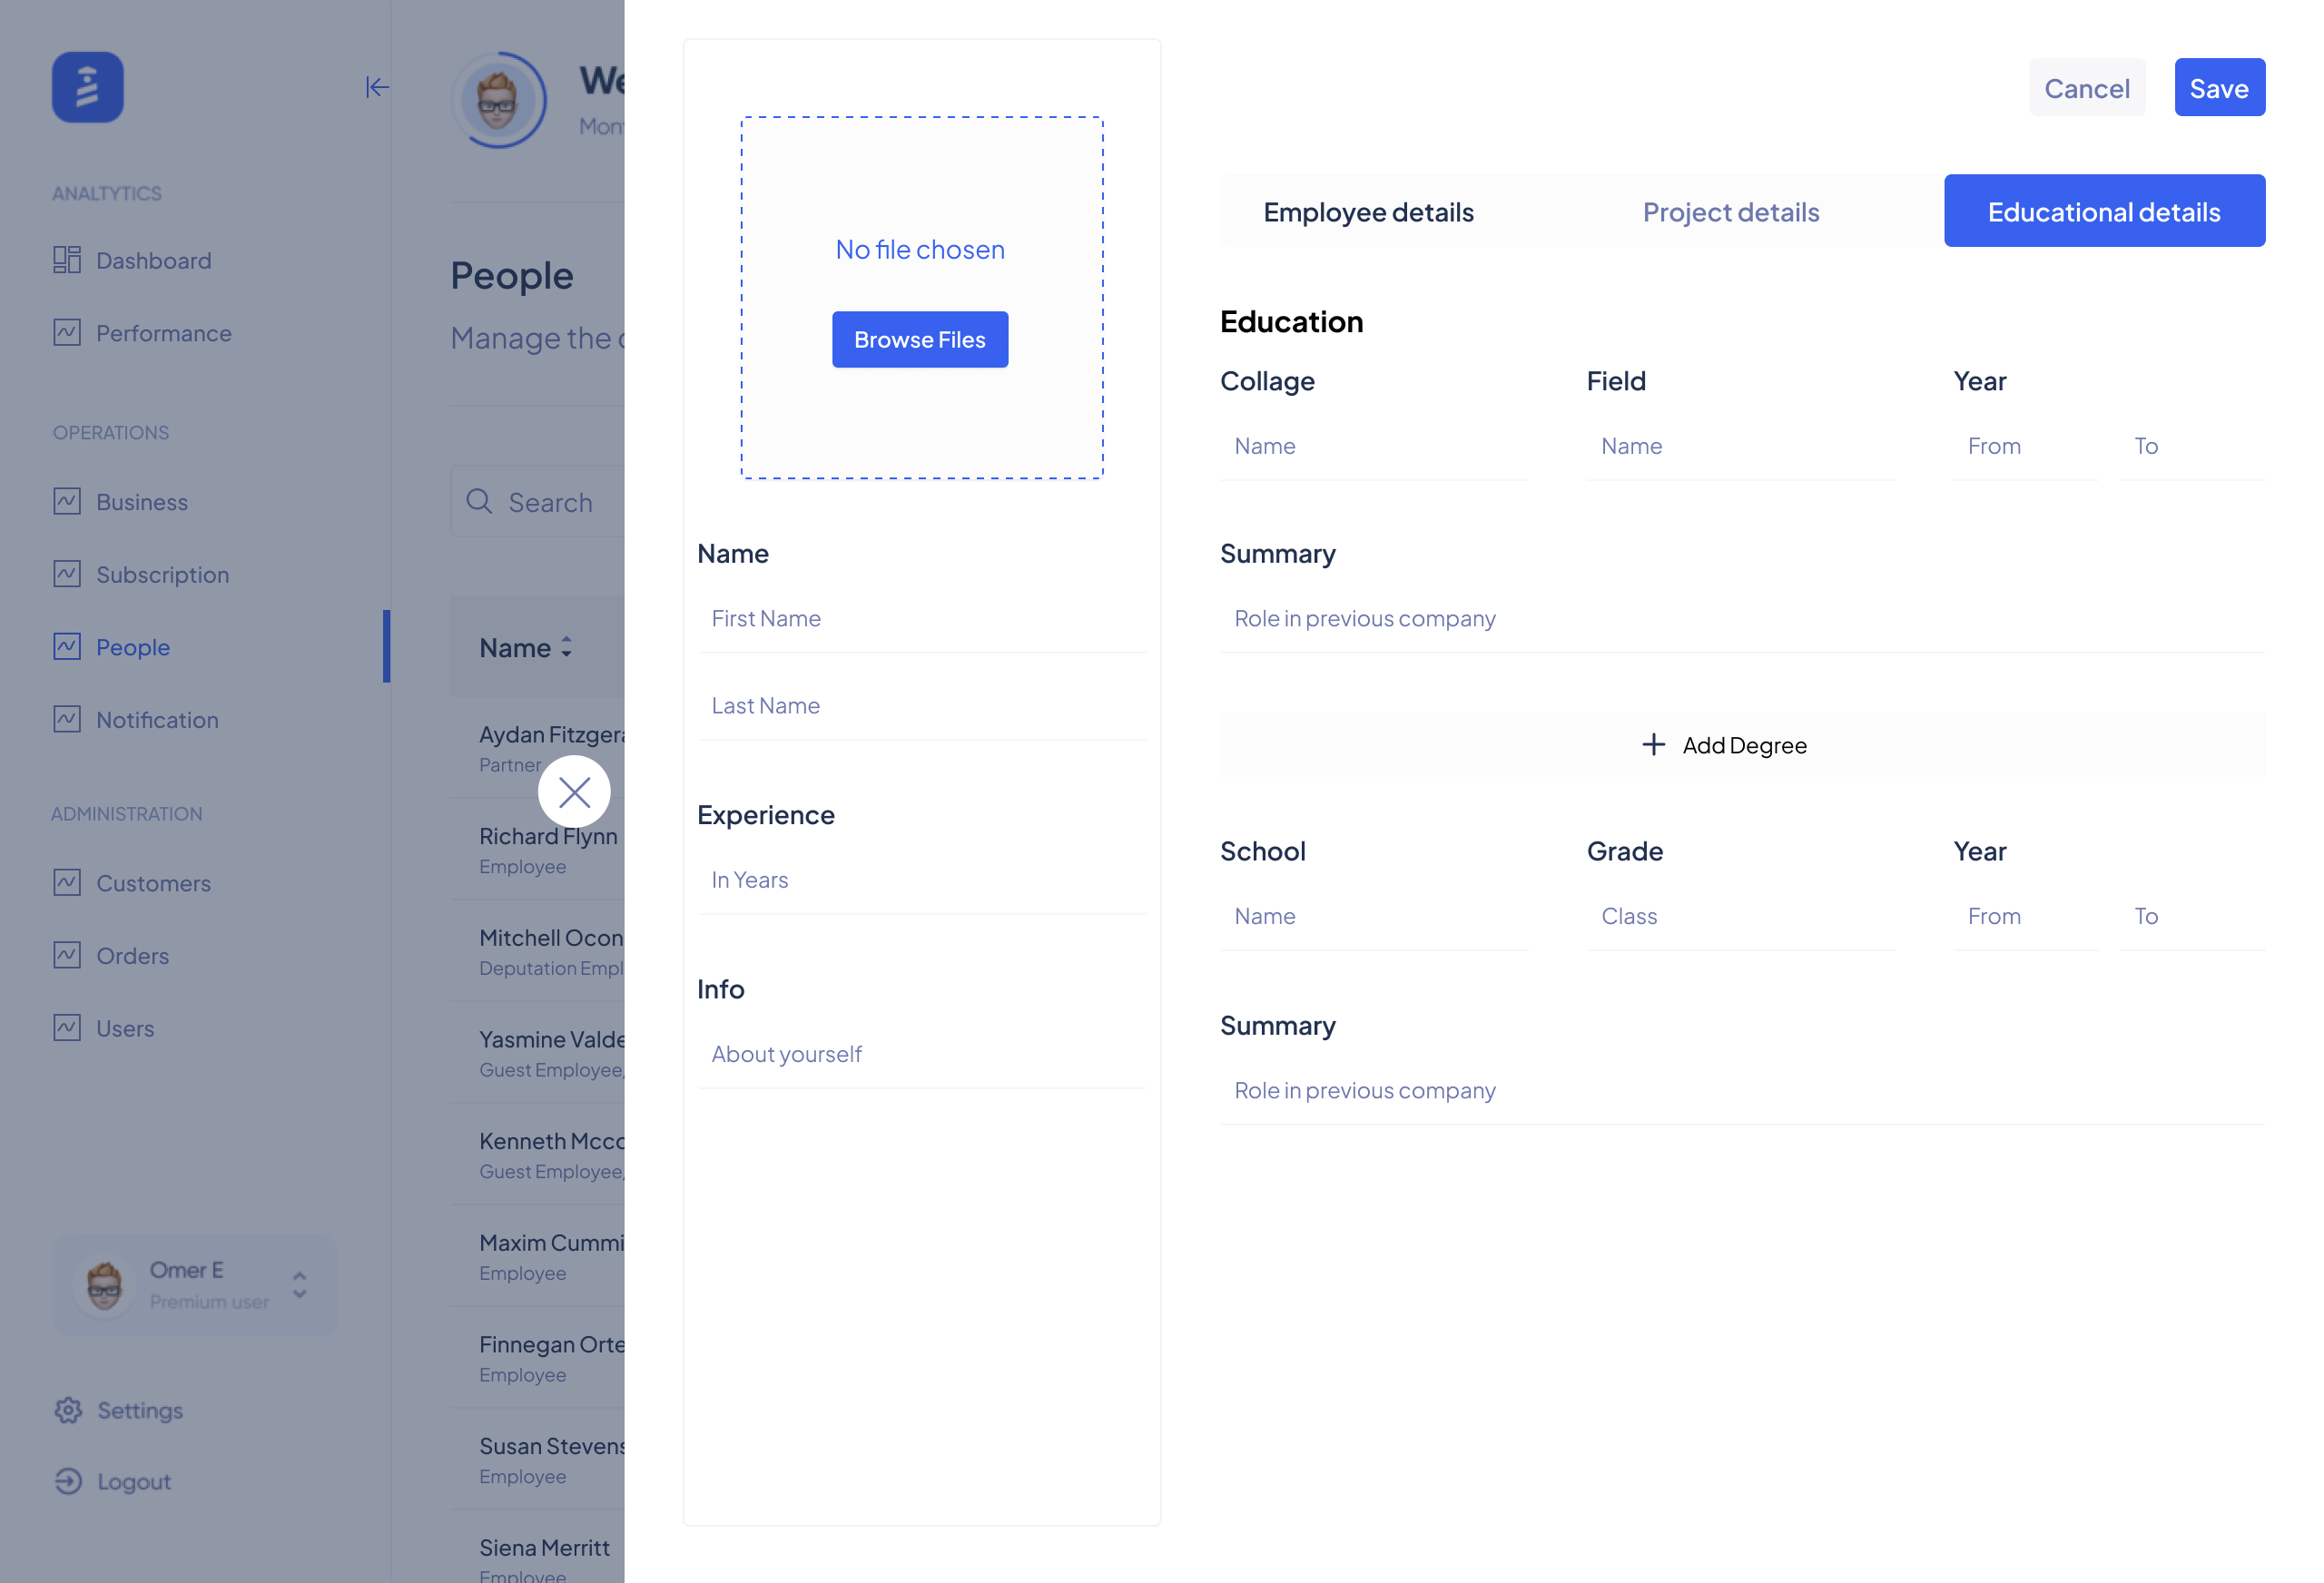 ANALTYTICS
Dashboard
Performance
OPERATIONS
Business
Subscription
People
Notification
ADMINISTRATION
Customers
Orders
Users
Omer E
Premium user
Settings
Logout
We
Mon
People
Manage the
Search
Name
Aydan Fitzgera
Partner
Richard Flynn
Employee
Mitchell Ocon
Deputation Empl
Yasmine Valde
Guest Employee,
Kenneth Mcco
Guest Employee,
Maxim Cummi
Employee
Finnegan Orte
Employee
Susan Stevens
Employee
Siena Merritt
Employee
No file chosen
Browse Files
Name
First Name
Last Name
Experience
In Years
Info
About yourself
Cancel Save
Employee details Project details Educational details
Education
Collage Field Year
Name Name From To
Summary
Role in previous company
Add Degree
School Grade Year
Name Class From To
Summary
Role in previous company